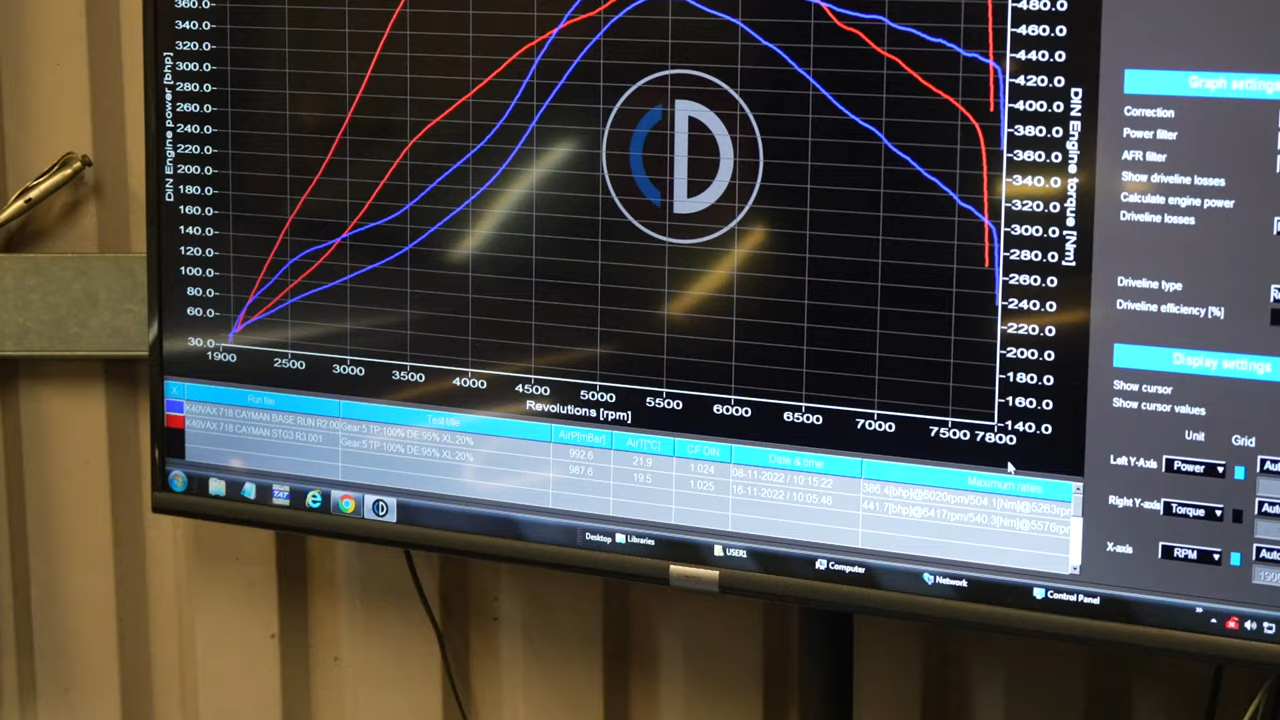 360.0
340.0
320.0
300.0
280.0
260.0
240.0
220.0
200.0
180.0
160.0
140.0
120.0
100.0
80.0
60.0
30.0
DIN Engine power [bhp]
1900 2500 3000 3500 4000 4500 5000 5500 6000 6500 7000 7500 7800
Revolutions [rpm]
480.0
460.0
440.0
420.0
400.0
380.0
360.0
340.0
320.0
300.0
280.0
260.0
240.0
220.0
200.0
180.0
160.0
140.0
DIN Engine torque [Nm]
CD
Graph settings
Correction
Power filter
AFR filter
Show driveline losses
Calculate engine power
Driveline losses
Driveline type
Driveline efficiency [%]
Display settings
Show cursor
Show cursor values
Unit Grid
Left Y-Axis Power
Right Y-axis Torque
X-axis RPM
X Run file Test title AirP[mBar] AirT[°C] CF DIN Date & time Maximum rates
K40VAX 718 CAYMAN BASE RUN R2.00 Gear:5 TP:100% DE:95% XL:20% 992.6 21.9 1.024 08-11-2022 / 10:15:22 386.4[bhp]@6020rpm/504.1[Nm]@5263rpm
K40VAX 718 CAYMAN STG3 R3.001 Gear:5 TP:100% DE:95% XL:20% 987.6 19.5 1.025 16-11-2022 / 10:05:46 441.7[bhp]@6417rpm/540.3[Nm]@5576rpm
TAT
Desktop Libraries USER1 Computer Network Control Panel